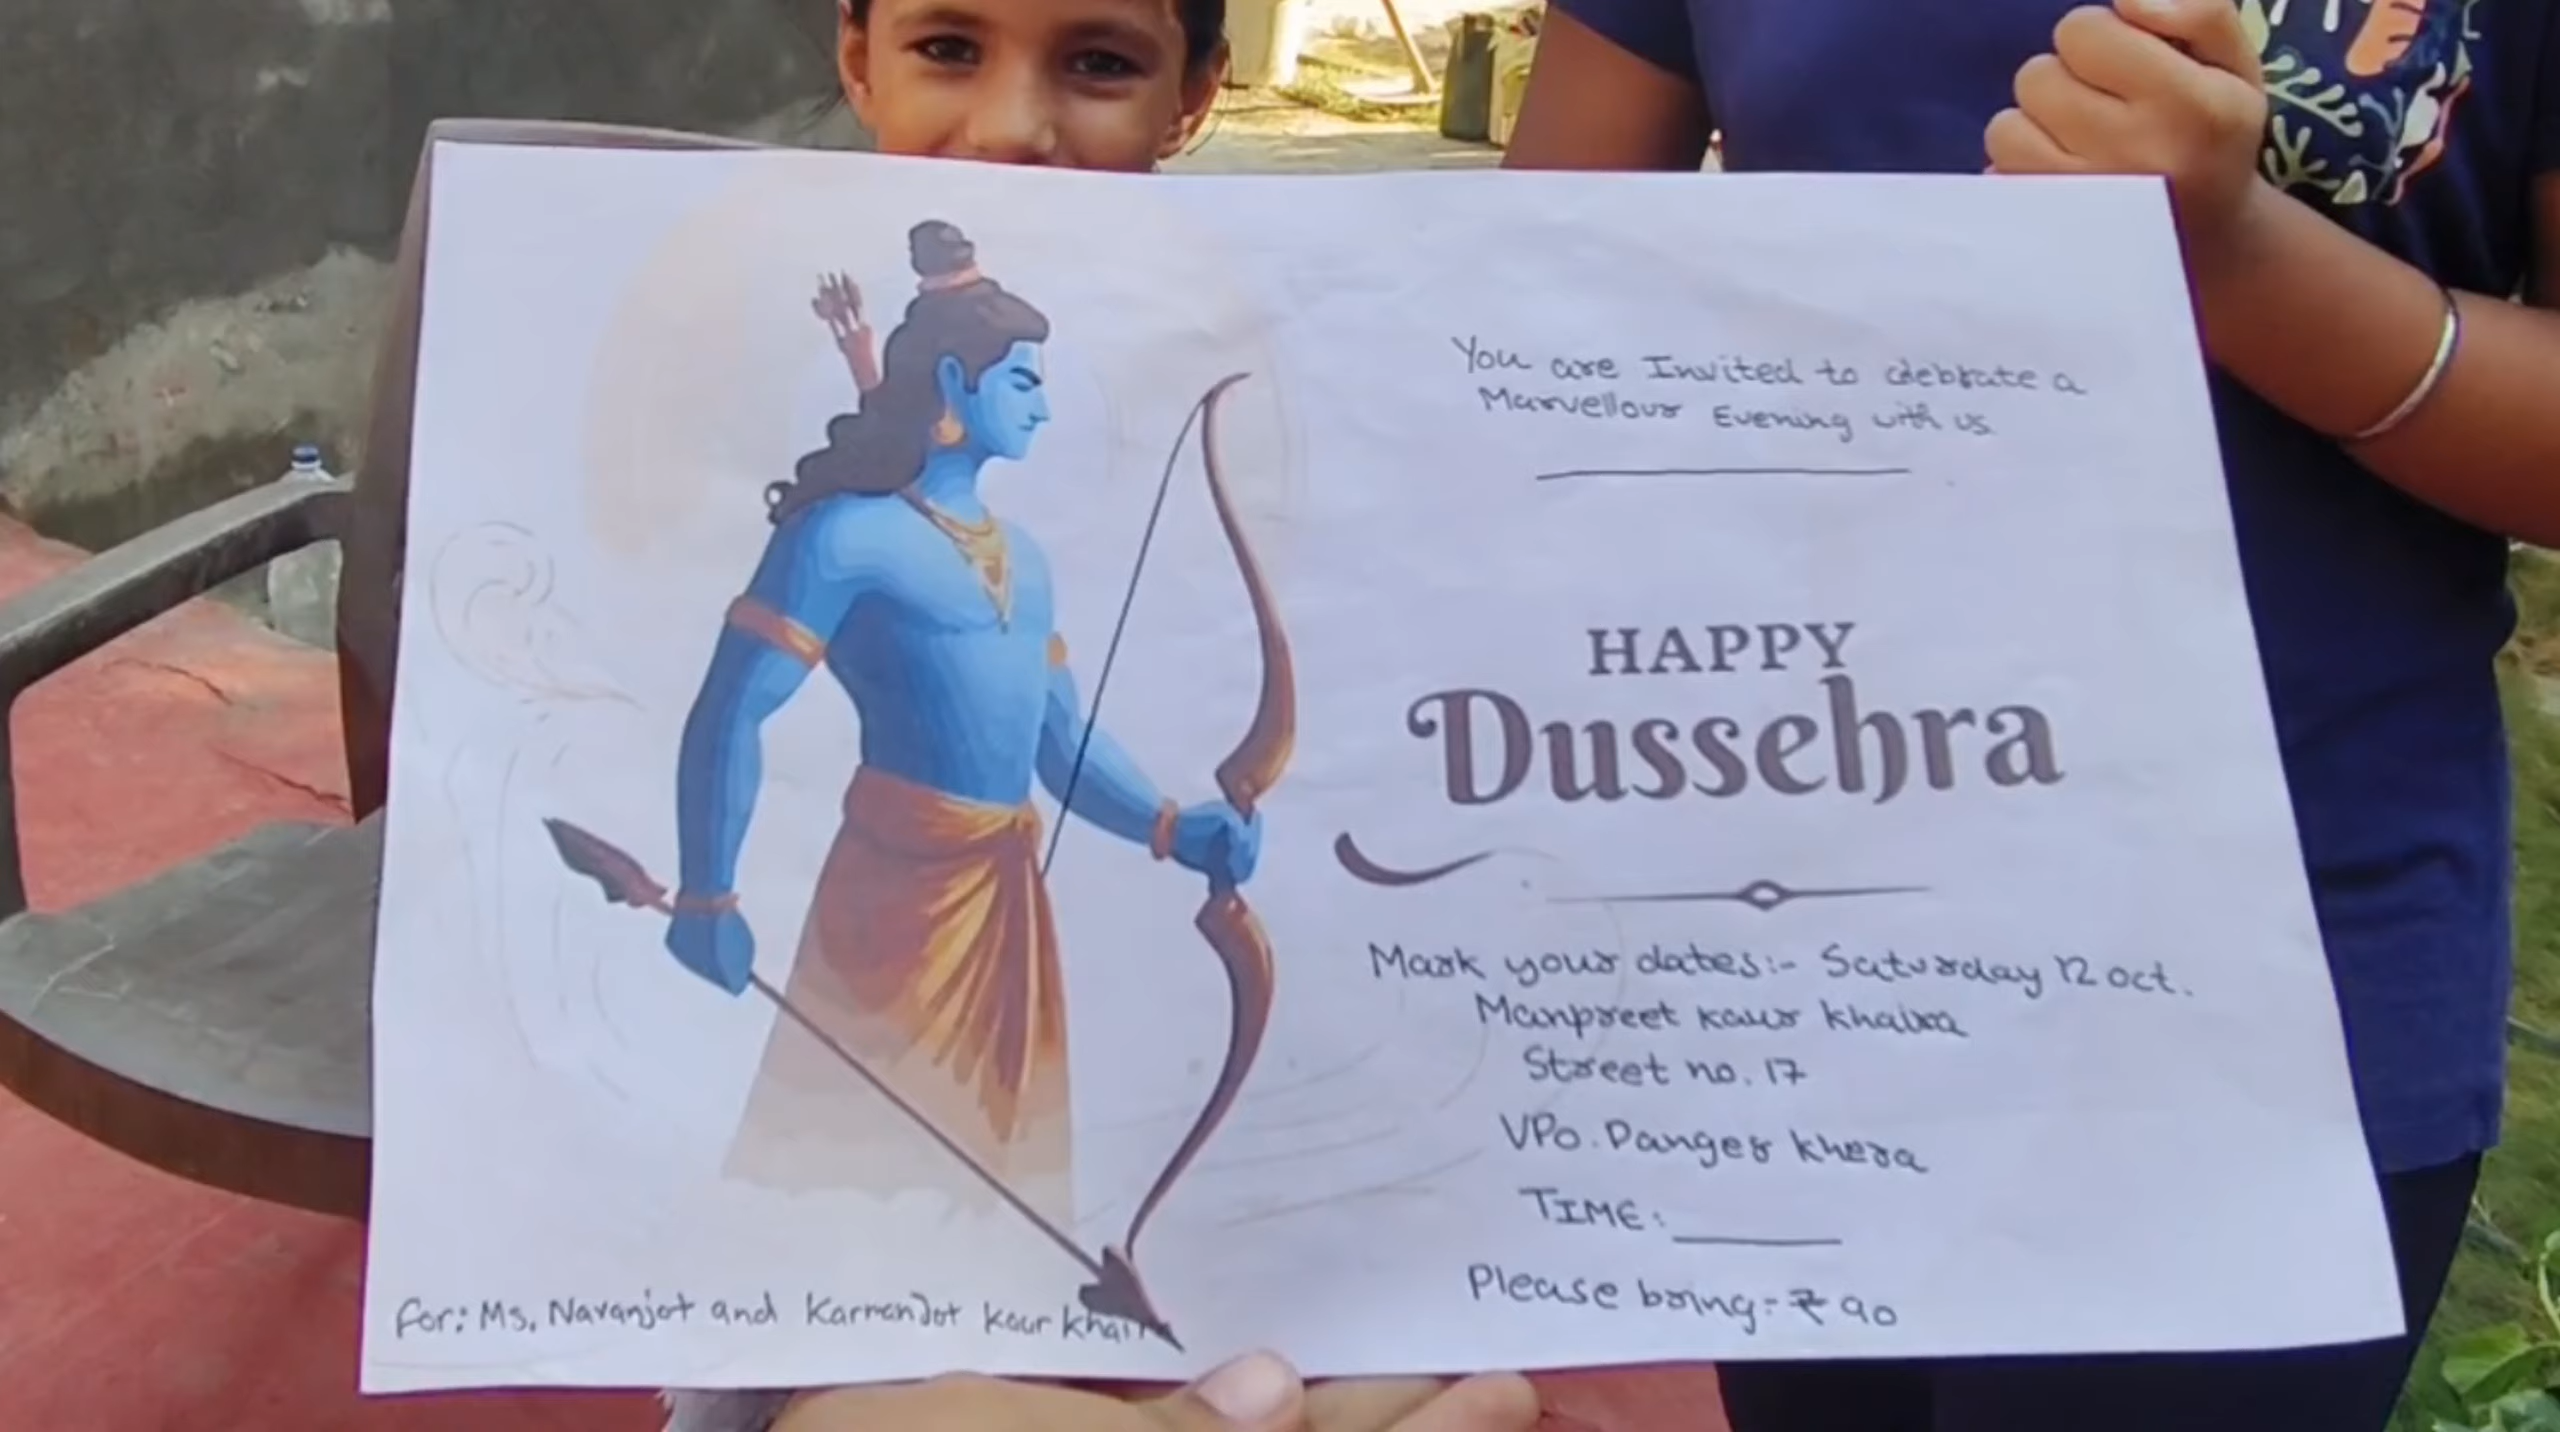 You are Invited to celebrate a
Marvellour Evening with us
HAPPY
Dussehra
Mark your dates:- Saturday 12 oct.
Manpreet kaur khaira
Street no. 17
VPO. Danger khera
TIME:
Please bring:- ₹ 90
For: Ms. Navanjot and KarmanJot kaur khaira